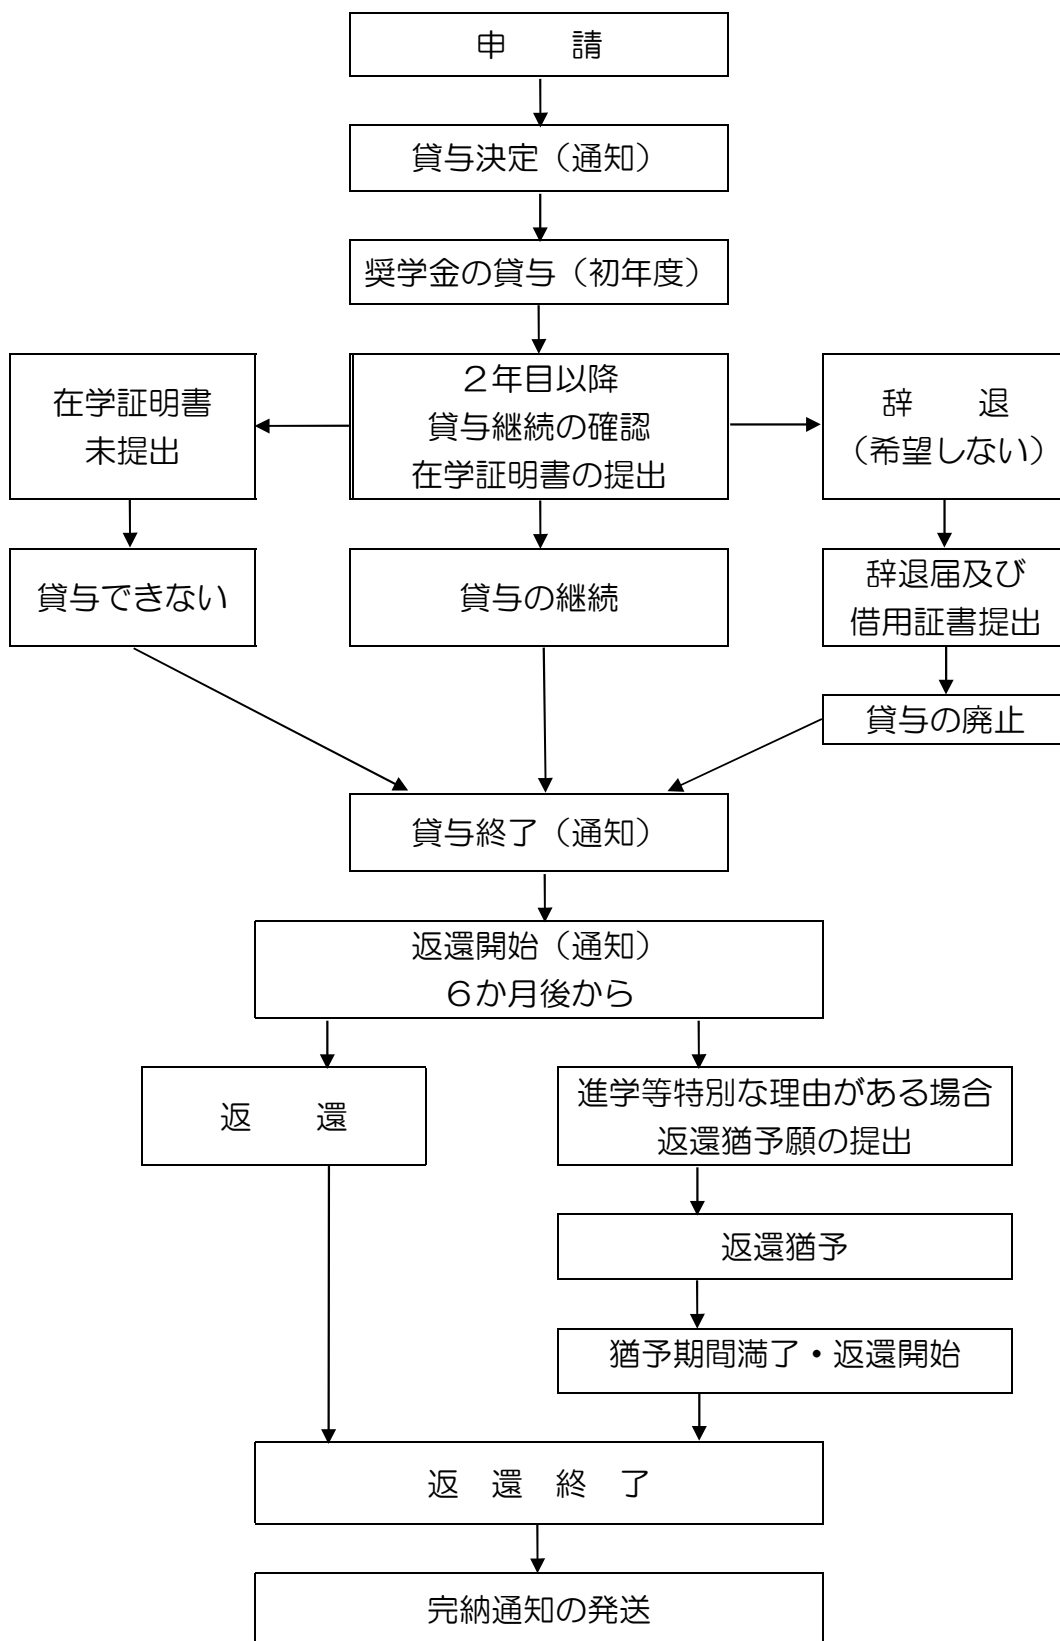 申　　請
貸与決定（通知）
奨学金の貸与（初年度）
在学証明書
未提出
２年目以降
貸与継続の確認
在学証明書の提出
辞　　退
（希望しない）
貸与できない
貸与の継続
辞退届及び
借用証書提出
貸与の廃止
貸与終了（通知）
返還開始（通知）
６か月後から
返　　還
進学等特別な理由がある場合
返還猶予願の提出
返還猶予
猶予期間満了・返還開始
返　還　終　了
完納通知の発送